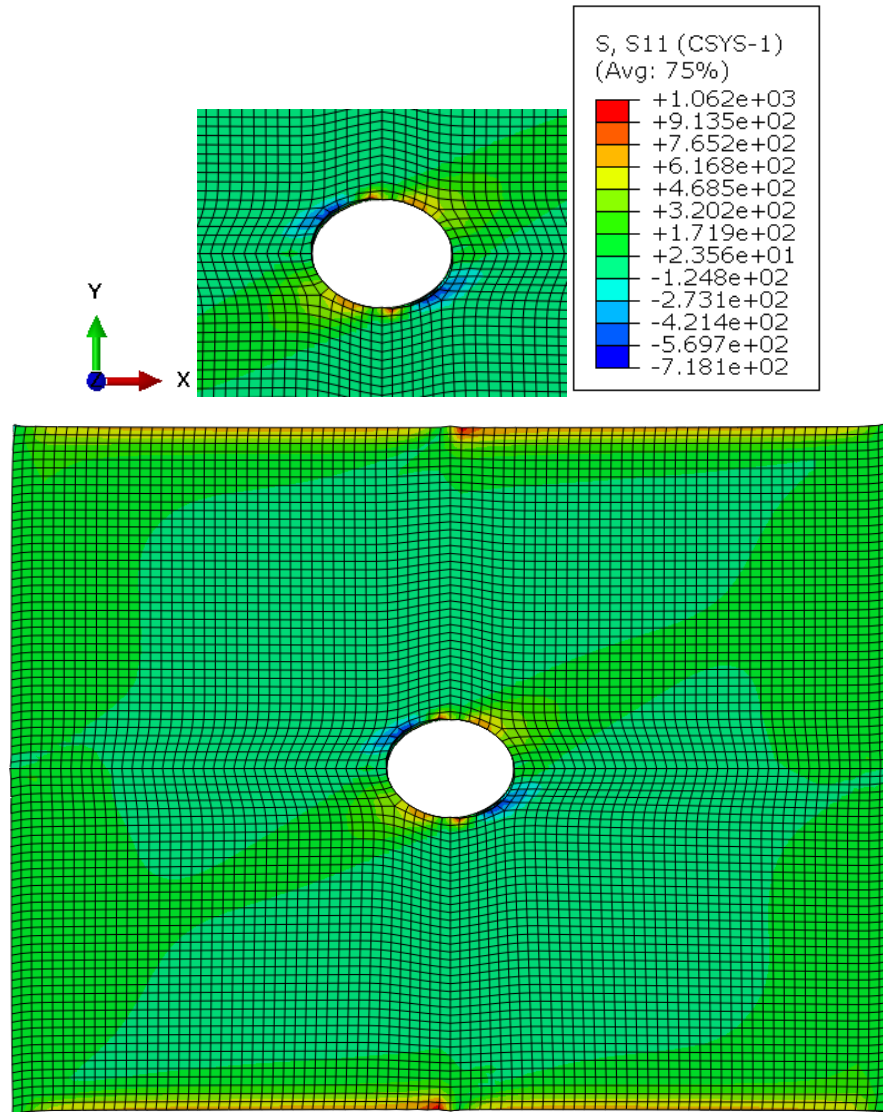 S, S11 (CSYS-1)
(Avg: 75%)
+1.062e+03
+9.135e+02
+7.652e+02
+6.168e+02
+4.685e+02
+3.202e+02
+1.719e+02
+2.356e+01
-1.248e+02
-2.731e+02
-4.214e+02
-5.697e+02
-7.181e+02
Y
Z
X